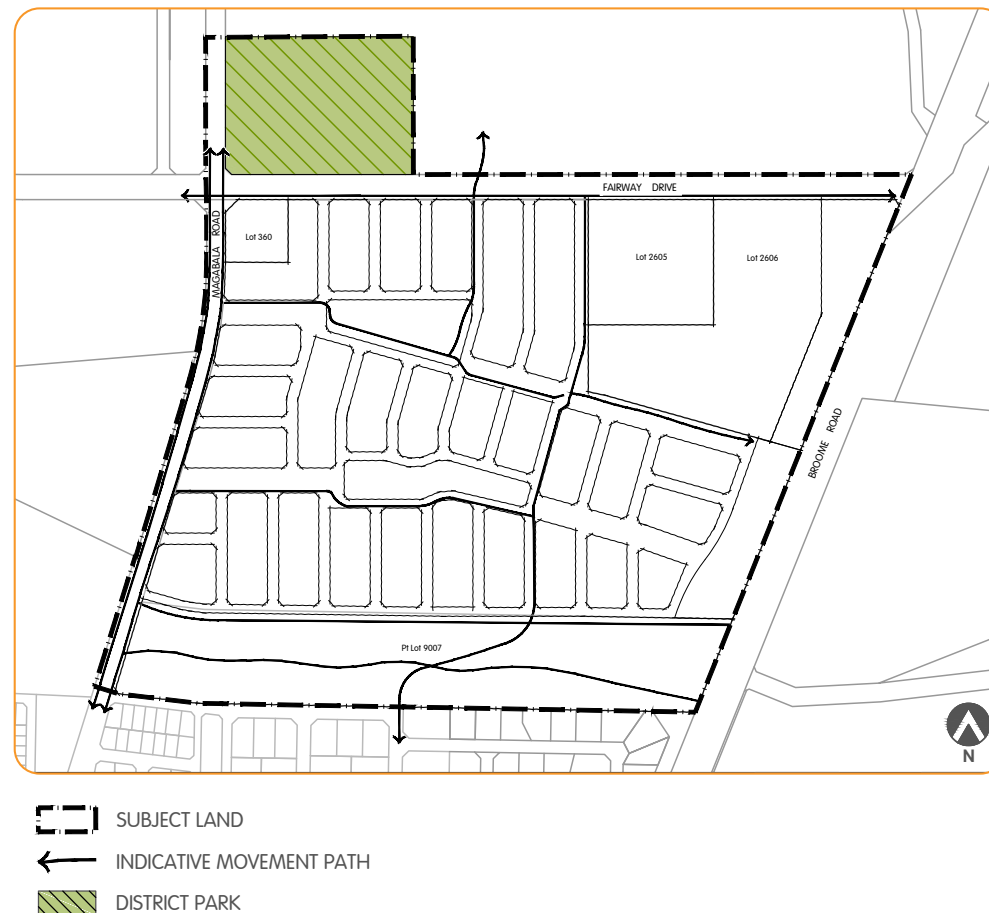 FAIRWAY DRIVE
MAGABALA ROAD
Lot 360
Lot 2605
Lot 2606
BROOME ROAD
Pt Lot 9007
N
SUBJECT LAND
INDICATIVE MOVEMENT PATH
DISTRICT PARK